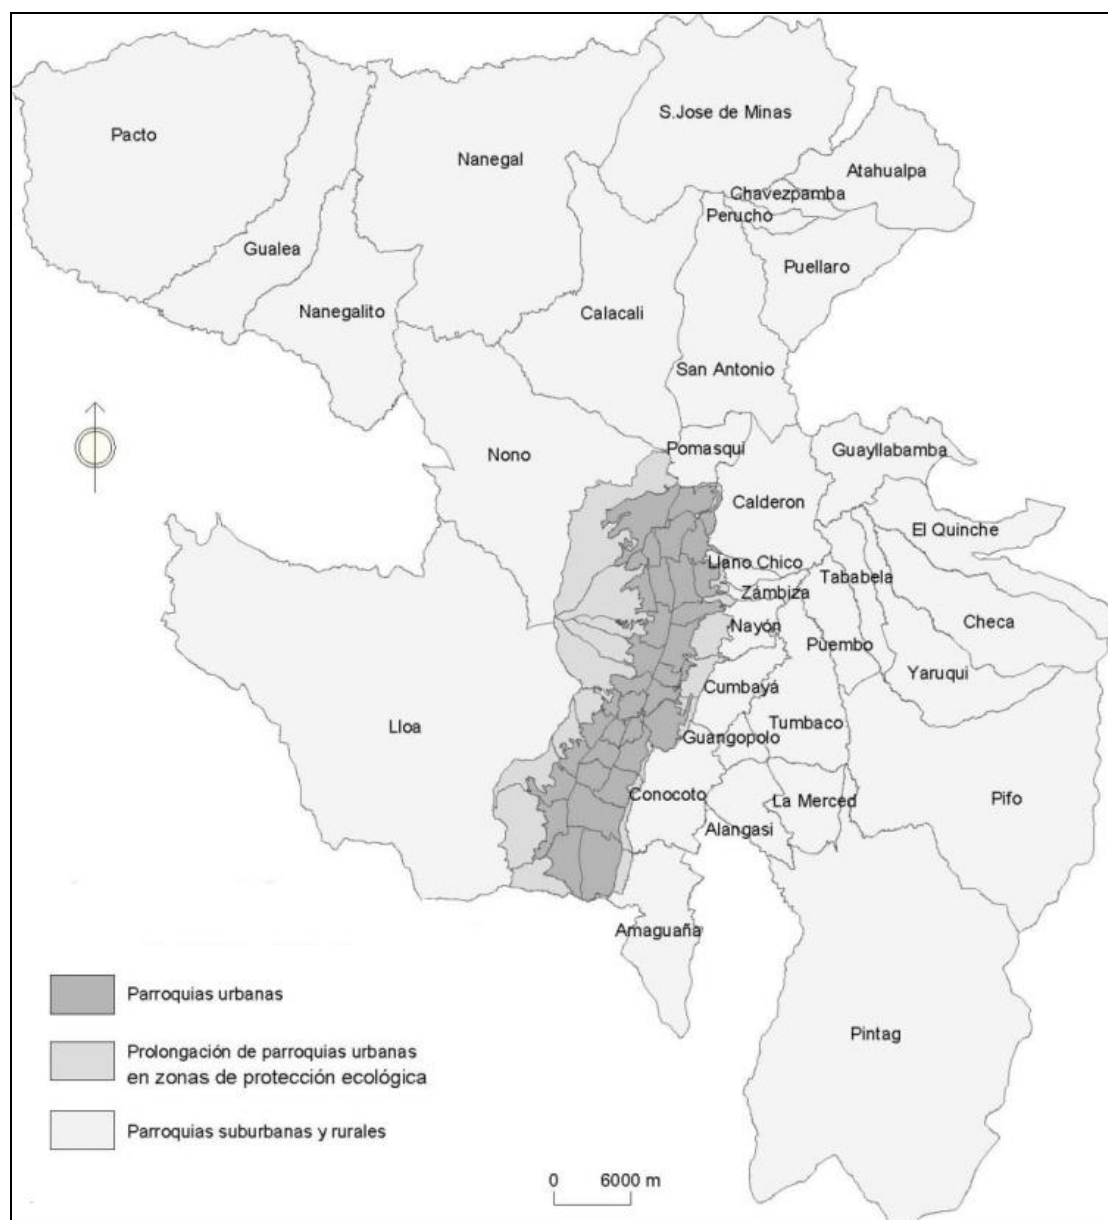 S.Jose de Minas
Pacto
Nanegal
Atahualpa
Chavezpamba
Perucho
Gualea
Puellaro
Nanegalito
Calacali
San Antonio
Pomasqui
Guayllabamba
Nono
Calderon
El Quinche
Llano Chico
Tababela
Zámbiza
Checa
Nayón
Puembo
Yaruqui
Cumbayá
Lloa
Tumbaco
Guangopolo
Conocoto
La Merced
Pifo
Alangasi
Amaguaña
Parroquias urbanas
Pintag
Prolongación de parroquias urbanas
en zonas de protección ecológica
Parroquias suburbanas y rurales
0 6000 m